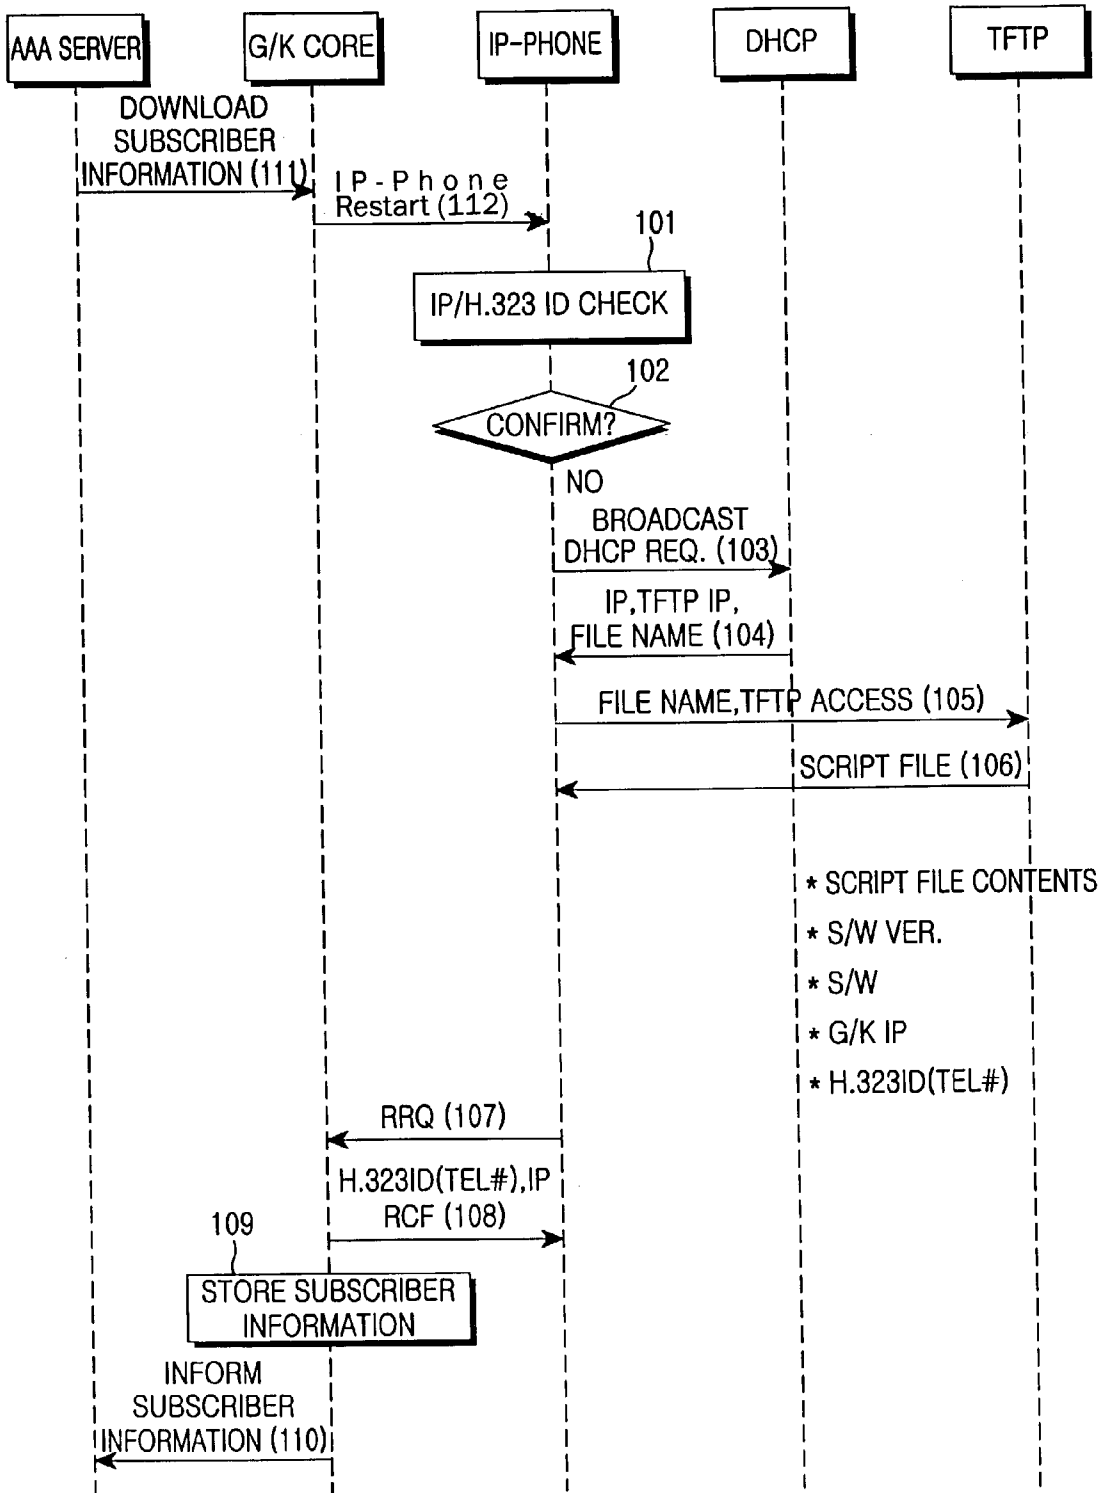 AAA SERVER
G/K CORE
IP-PHONE
DHCP
TFTP
DOWNLOAD
SUBSCRIBER
INFORMATION (111)
IP-Phone
Restart (112)
101
IP/H.323 ID CHECK
102
CONFIRM?
NO
BROADCAST
DHCP REQ. (103)
IP,TFTP IP,
FILE NAME (104)
FILE NAME,TFTP ACCESS (105)
SCRIPT FILE (106)
* SCRIPT FILE CONTENTS
* S/W VER.
* S/W
* G/K IP
* H.323ID(TEL#)
RRQ (107)
H.323ID(TEL#),IP
RCF (108)
109
STORE SUBSCRIBER
INFORMATION
INFORM
SUBSCRIBER
INFORMATION (110)